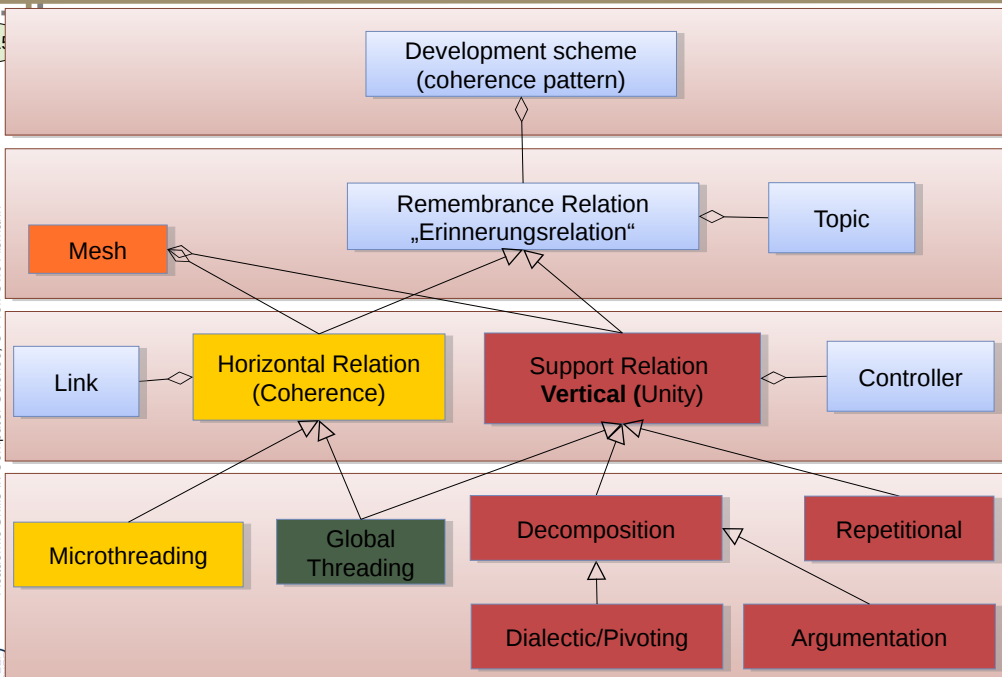 Development scheme
(coherence pattern)
Remembrance Relation
„Erinnerungsrelation“
Topic
Mesh
Horizontal Relation
(Coherence)
Support Relation
Vertical (Unity)
Link
Controller
Microthreading
Global
Threading
Decomposition
Repetitional
Dialectic/Pivoting
Argumentation